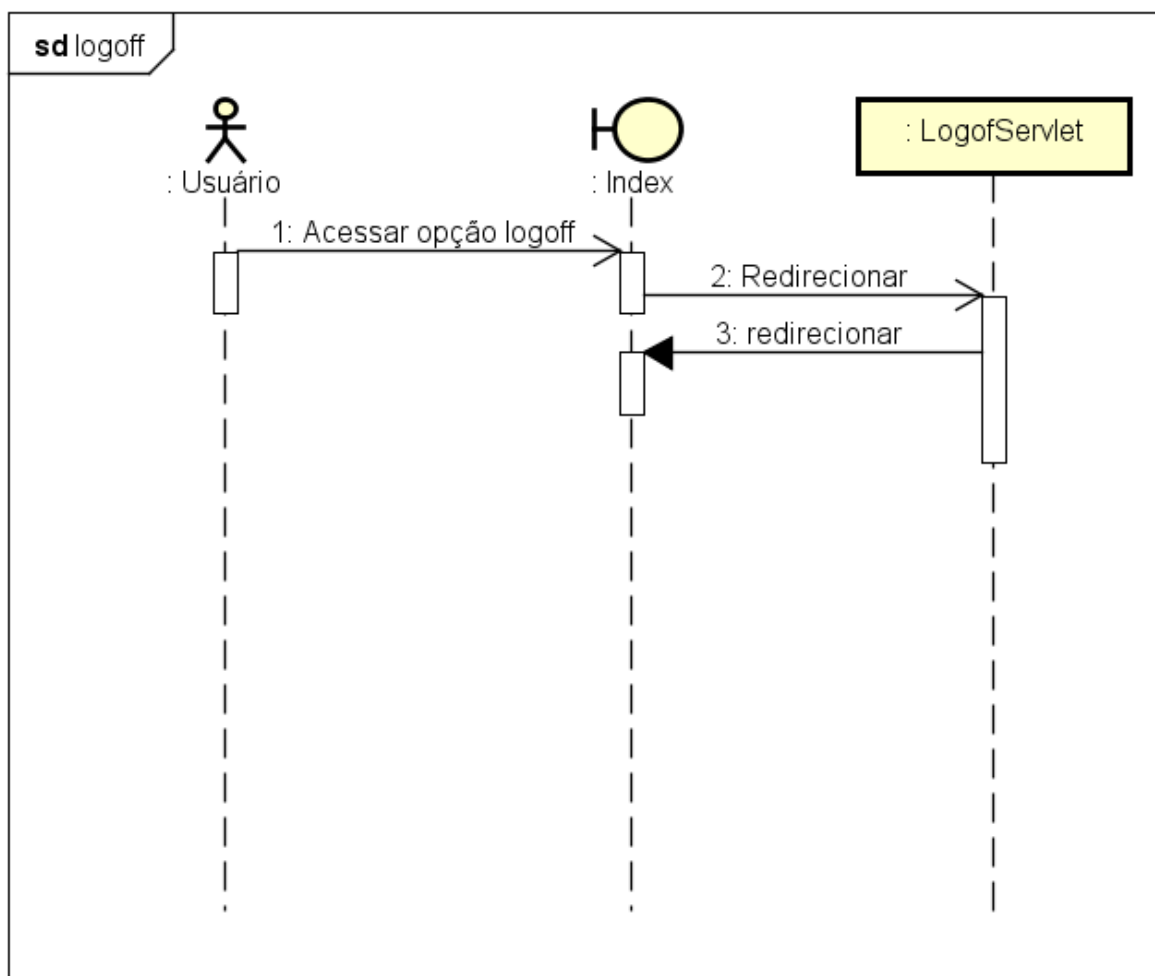 sd logoff
: Usuário
: Index
: LogofServlet
1: Acessar opção logoff
2: Redirecionar
3: redirecionar